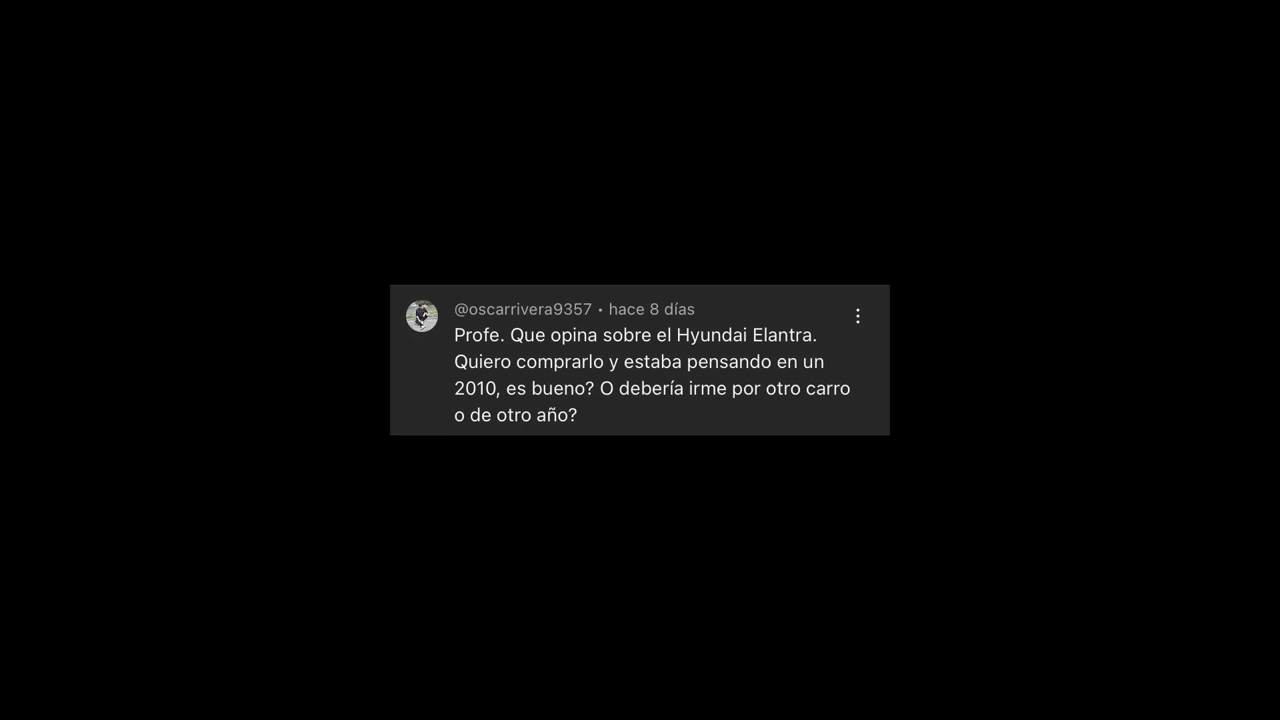 @oscarrivera9357 • hace 8 días
Profe. Que opina sobre el Hyundai Elantra.
Quiero comprarlo y estaba pensando en un
2010, es bueno? O debería irme por otro carro
o de otro año?